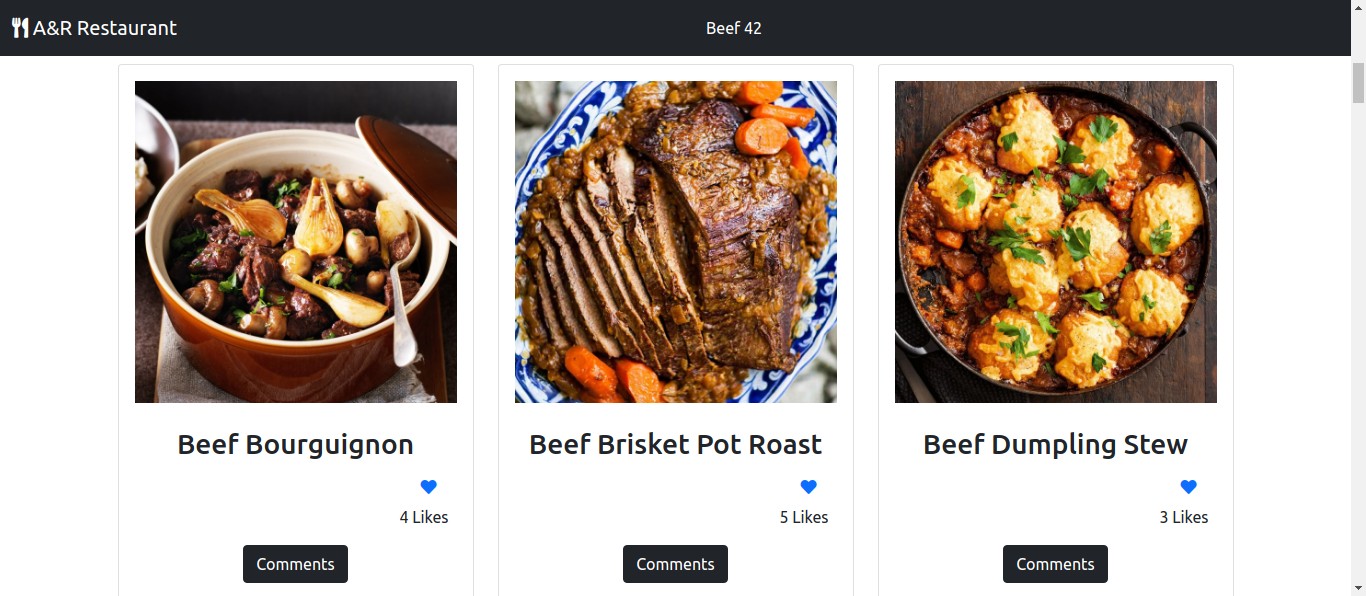 A&R Restaurant
Beef 42
Beef Bourguignon
4 Likes
Comments
Beef Brisket Pot Roast
5 Likes
Comments
Beef Dumpling Stew
3 Likes
Comments